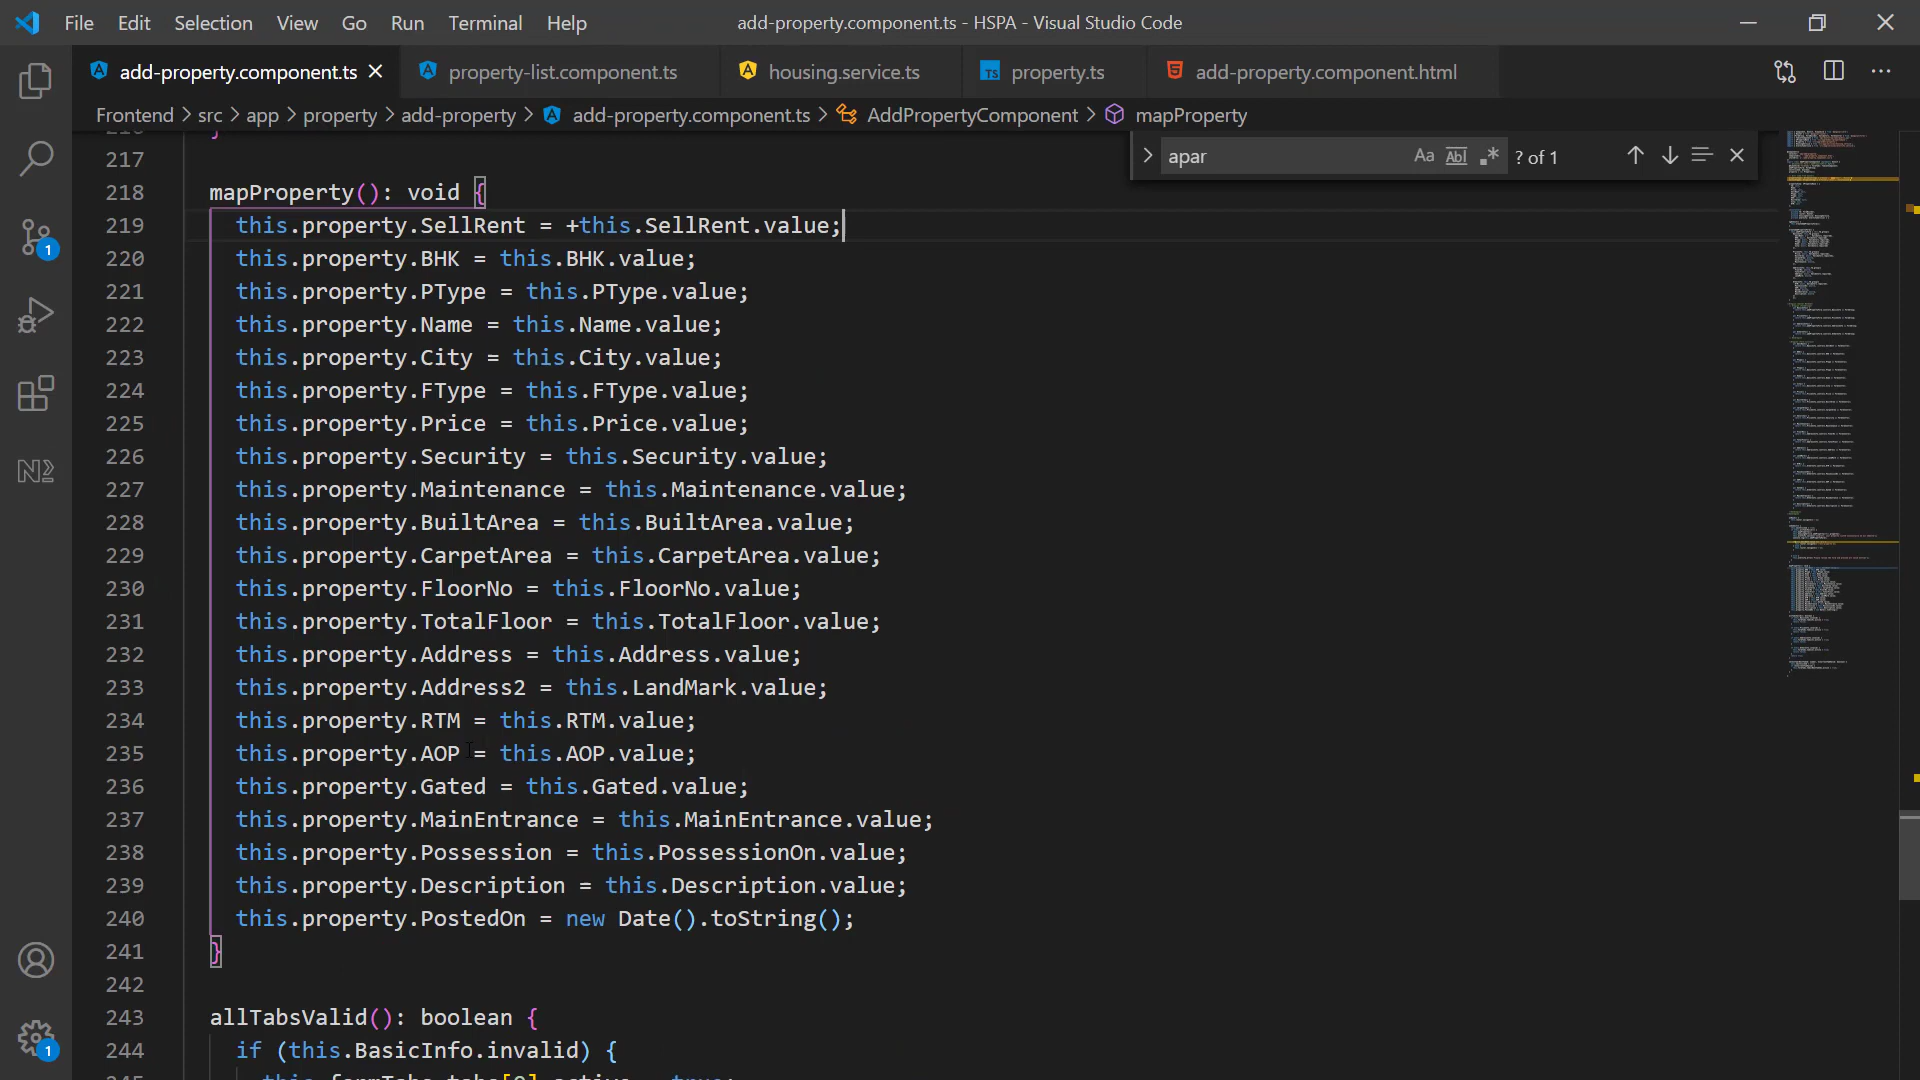 File Edit Selection View Go Run Terminal Help
add-property.component.ts - HSPA - Visual Studio Code
add-property.component.ts property-list.component.ts housing.service.ts property.ts add-property.component.html
Frontend > src > app > property > add-property > add-property.component.ts > AddPropertyComponent > mapProperty
apar Aa Abl ? of 1
217
218 mapProperty(): void {
219 this.property.SellRent = +this.SellRent.value;
220 this.property.BHK = this.BHK.value;
221 this.property.PType = this.PType.value;
222 this.property.Name = this.Name.value;
223 this.property.City = this.City.value;
224 this.property.FType = this.FType.value;
225 this.property.Price = this.Price.value;
226 this.property.Security = this.Security.value;
227 this.property.Maintenance = this.Maintenance.value;
228 this.property.BuiltArea = this.BuiltArea.value;
229 this.property.CarpetArea = this.CarpetArea.value;
230 this.property.FloorNo = this.FloorNo.value;
231 this.property.TotalFloor = this.TotalFloor.value;
232 this.property.Address = this.Address.value;
233 this.property.Address2 = this.LandMark.value;
234 this.property.RTM = this.RTM.value;
235 this.property.AOP = this.AOP.value;
236 this.property.Gated = this.Gated.value;
237 this.property.MainEntrance = this.MainEntrance.value;
238 this.property.Possession = this.PossessionOn.value;
239 this.property.Description = this.Description.value;
240 this.property.PostedOn = new Date().toString();
241 }
242
243 allTabsValid(): boolean {
244 if (this.BasicInfo.invalid) {
1
1